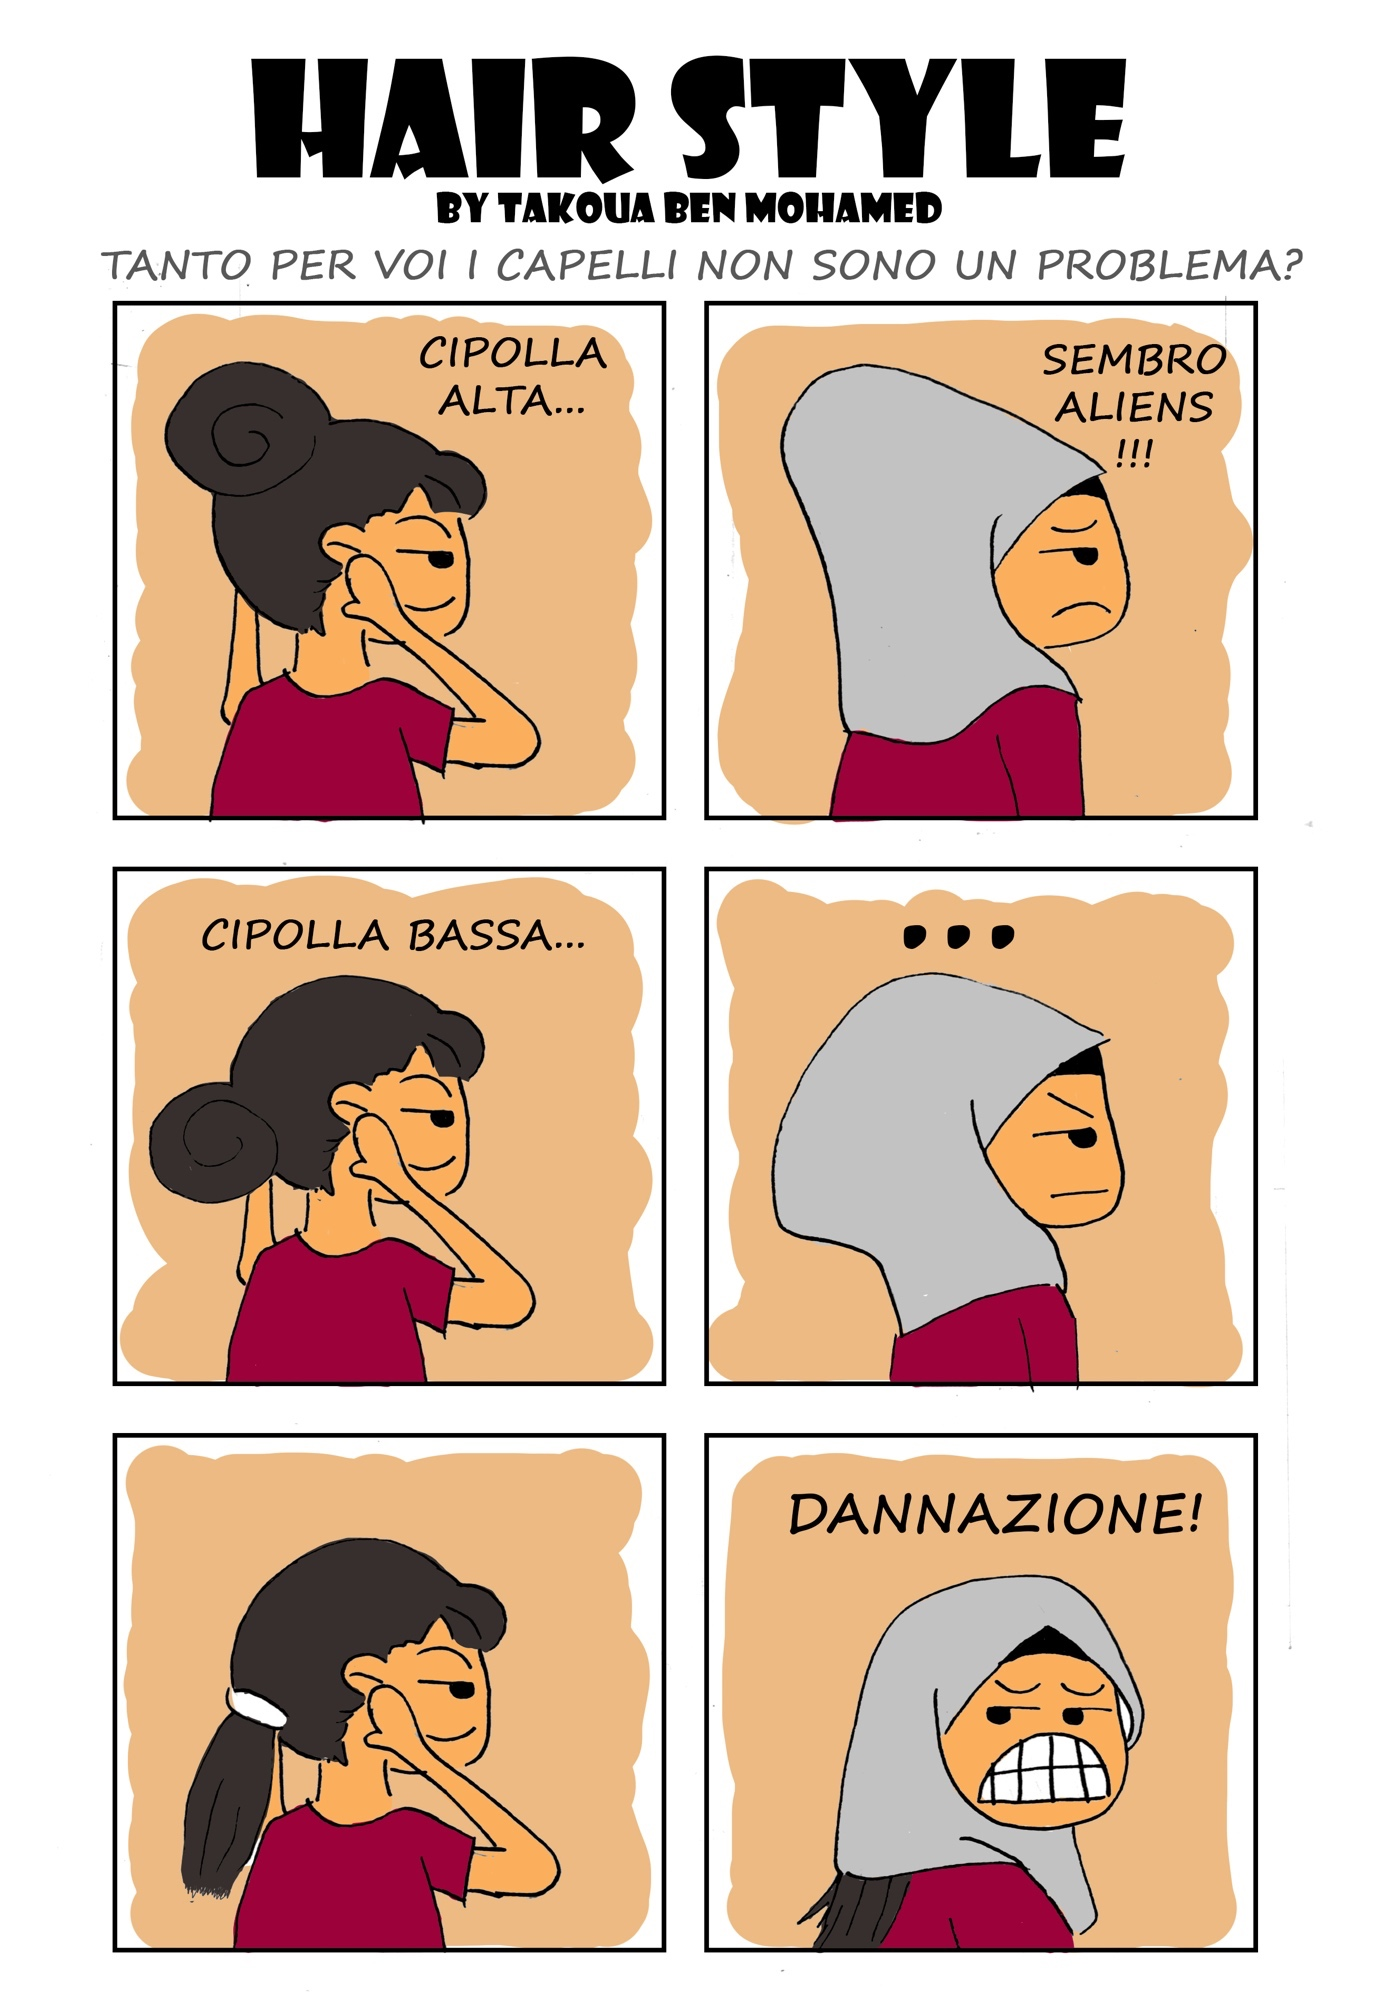 HAIR STYLE
BY TAKOUA BEN MOHAMED
TANTO PER VOI I CAPELLI NON SONO UN PROBLEMA?
CIPOLLA
ALTA...
SEMBRO
ALIENS
!!!
CIPOLLA BASSA...
...
DANNAZIONE!